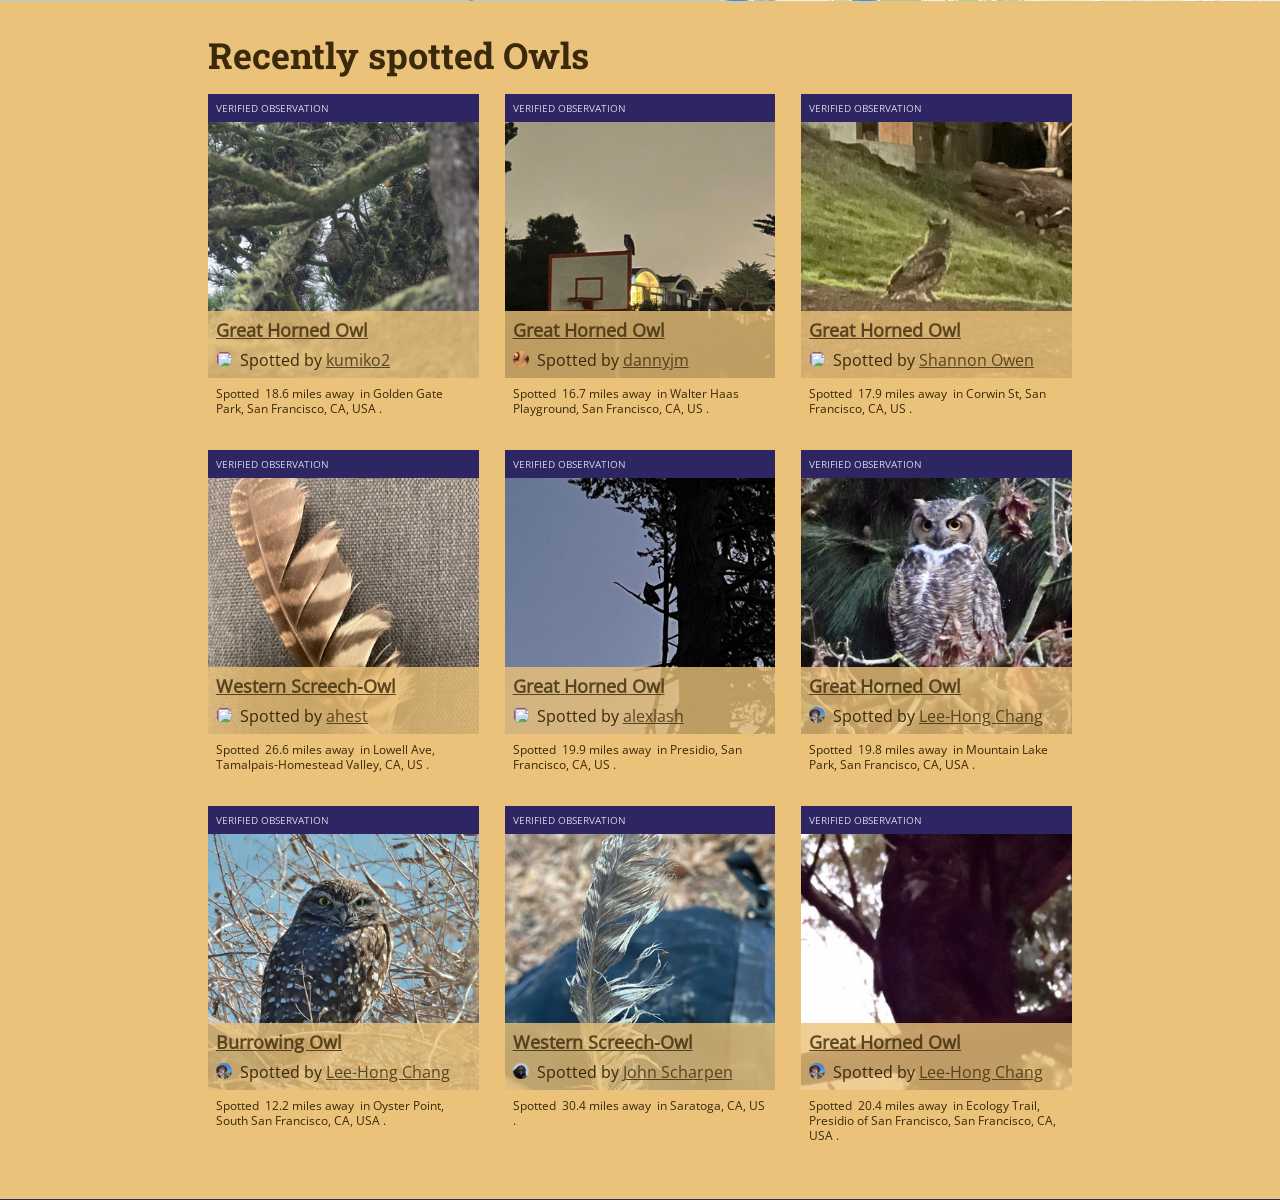 Recently spotted Owls
VERIFIED OBSERVATION
Great Horned Owl
Spotted by kumiko2
Spotted 18.6 miles away in Golden Gate
Park, San Francisco, CA, USA .
VERIFIED OBSERVATION
Great Horned Owl
Spotted by dannyjm
Spotted 16.7 miles away in Walter Haas
Playground, San Francisco, CA, US .
VERIFIED OBSERVATION
Great Horned Owl
Spotted by Shannon Owen
Spotted 17.9 miles away in Corwin St, San
Francisco, CA, US .
VERIFIED OBSERVATION
Western Screech-Owl
Spotted by ahest
Spotted 26.6 miles away in Lowell Ave,
Tamalpais-Homestead Valley, CA, US .
VERIFIED OBSERVATION
Great Horned Owl
Spotted by alexlash
Spotted 19.9 miles away in Presidio, San
Francisco, CA, US .
VERIFIED OBSERVATION
Great Horned Owl
Spotted by Lee-Hong Chang
Spotted 19.8 miles away in Mountain Lake
Park, San Francisco, CA, USA .
VERIFIED OBSERVATION
Burrowing Owl
Spotted by Lee-Hong Chang
Spotted 12.2 miles away in Oyster Point,
South San Francisco, CA, USA .
VERIFIED OBSERVATION
Western Screech-Owl
Spotted by John Scharpen
Spotted 30.4 miles away in Saratoga, CA, US
.
VERIFIED OBSERVATION
Great Horned Owl
Spotted by Lee-Hong Chang
Spotted 20.4 miles away in Ecology Trail,
Presidio of San Francisco, San Francisco, CA,
USA .